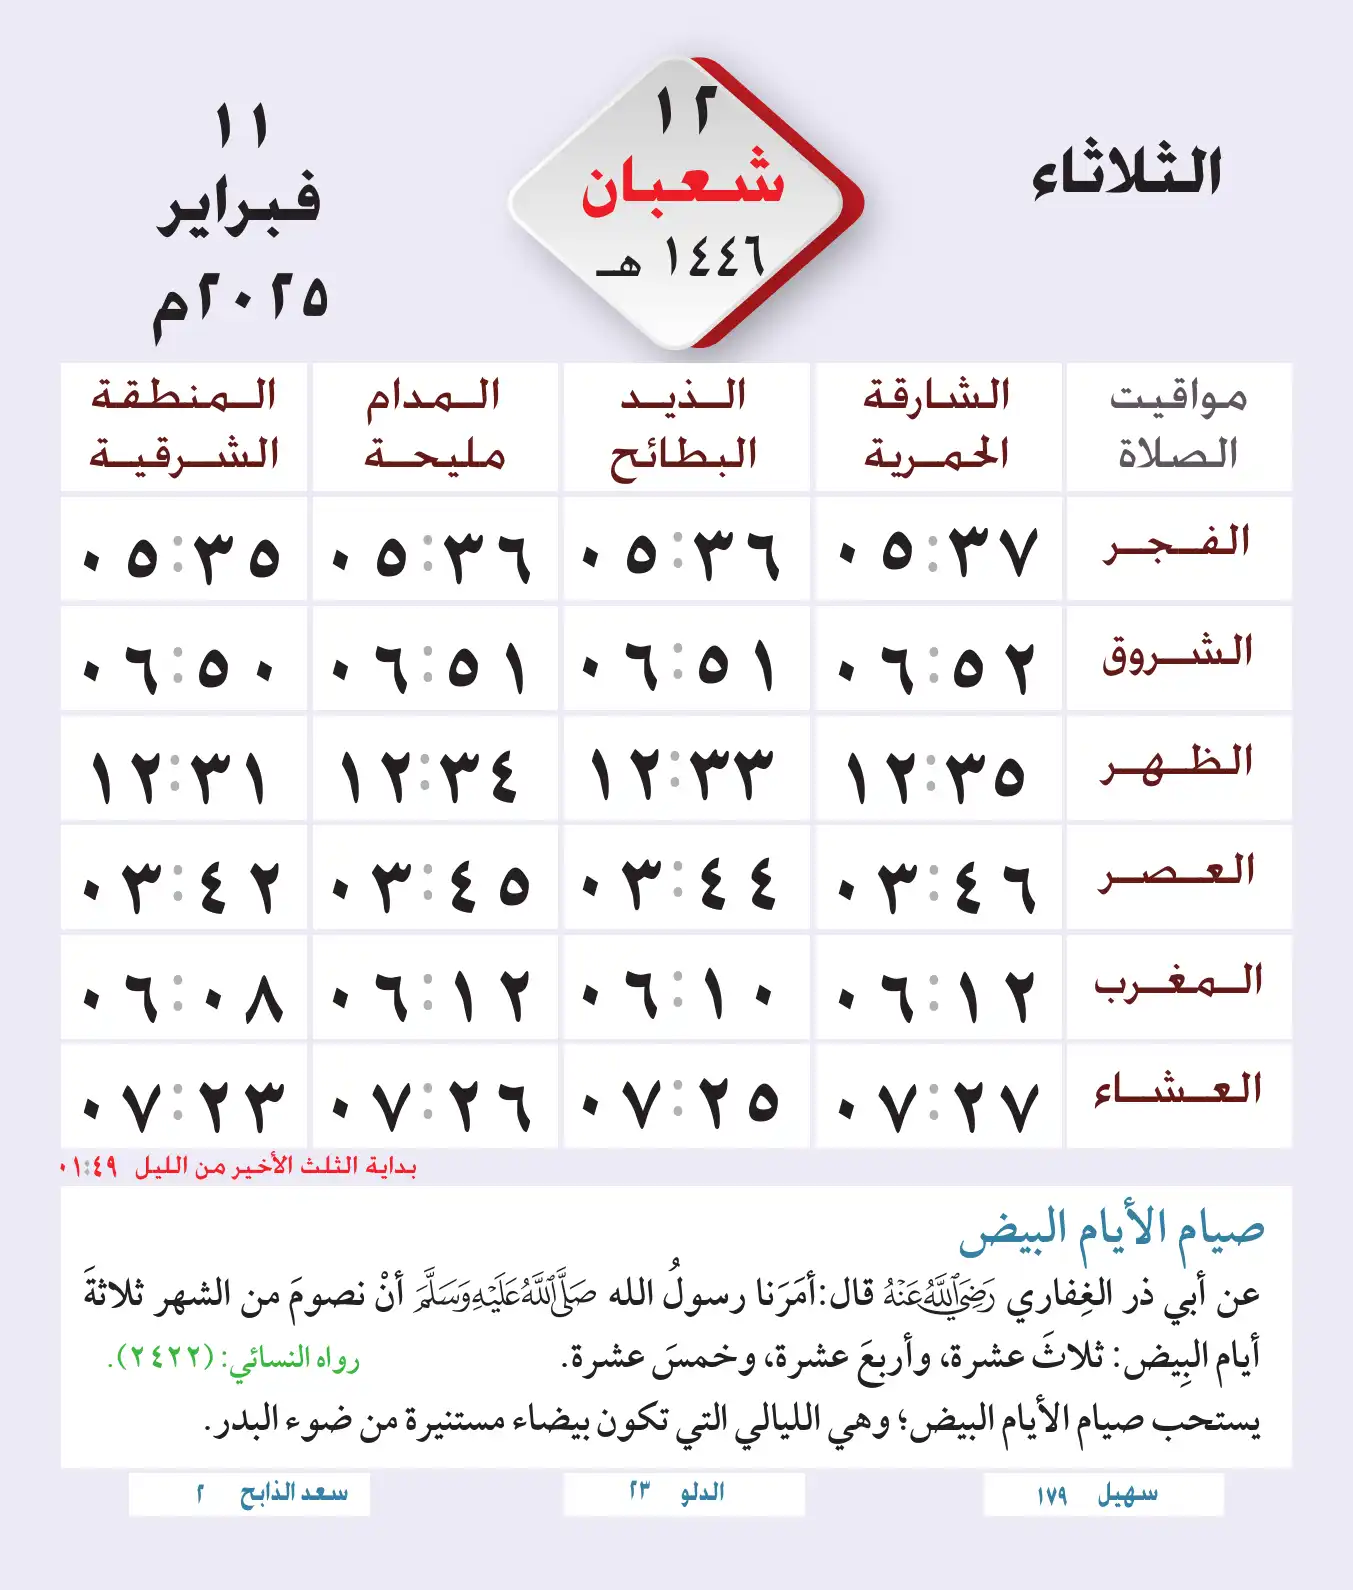 الثلاثاء
١٢
شعبان
١٤٤٦ هـ
١١
فبراير
٢٠٢٥م
مواقيت الصلاة
الشارقة الحمرية
الذيد البطائح
المدام مليحة
المنطقة الشرقية
الفجر ٠٥:٣٧ ٠٥:٣٦ ٠٥:٣٦ ٠٥:٣٥
الشروق ٠٦:٥٢ ٠٦:٥١ ٠٦:٥١ ٠٦:٥٠
الظهر ١٢:٣٥ ١٢:٣٣ ١٢:٣٤ ١٢:٣١
العصر ٠٣:٤٦ ٠٣:٤٤ ٠٣:٤٥ ٠٣:٤٢
المغرب ٠٦:١٢ ٠٦:١٠ ٠٦:١٢ ٠٦:٠٨
العشاء ٠٧:٢٧ ٠٧:٢٥ ٠٧:٢٦ ٠٧:٢٣
بداية الثلث الأخير من الليل ٠١:٤٩
صيام الأيام البيض
عن أبي ذر الغِفاري رَضِيَ اللَّهُ عَنْهُ قال:أمَرَنا رسولُ الله صَلَّى اللَّهُ عَلَيْهِ وَسَلَّمَ أنْ نصومَ من الشهر ثلاثةَ
أيام البِيض: ثلاثَ عشرة، وأربعَ عشرة، وخمسَ عشرة. رواه النسائي: (٢٤٢٢).
يستحب صيام الأيام البيض؛ وهي الليالي التي تكون بيضاء مستنيرة من ضوء البدر.
سهيل ١٧٩
الدلو ٢٣
سعد الذابح ٢